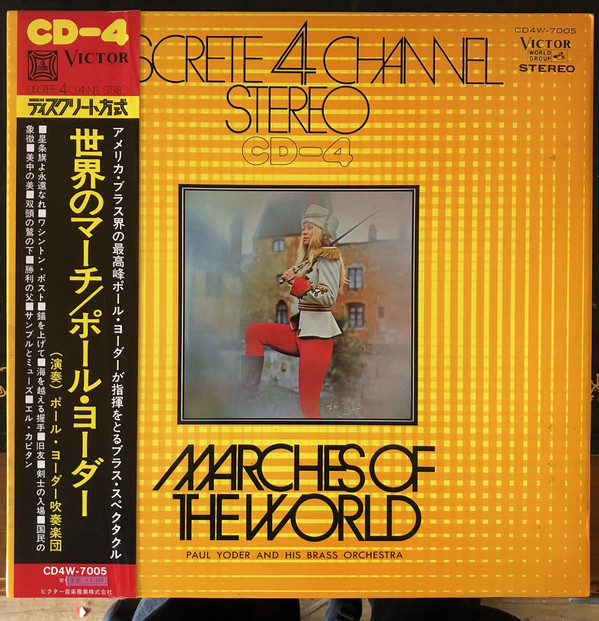 CD-4
VICTOR
DISCRETE 4 CHANNEL STEREO
ディスクリート方式
アメリカ・ブラス界の最高峰ポール・ヨーダーが指揮をとるブラス・スペクタクル
世界のマーチ/ポール・ヨーダー
(演奏) ポール・ヨーダー吹奏楽団
■星条旗よ永遠なれ■ワシントン・ポスト■錨を上げて■海を越える握手■旧友■剣士の入場■国民の
象徴■美中の美■双頭の鷲の下■勝利の父■サンブルとミューズ■エル・カピタン
CD4W-7005
ビクター音楽産業株式会社
CD4W-7005
VICTOR
WORLD
GROUP
STEREO
SCRETE 4 CHANNEL
STEREO
CD-4
MARCHES OF
THE WORLD
PAUL YODER AND HIS BRASS ORCHESTRA